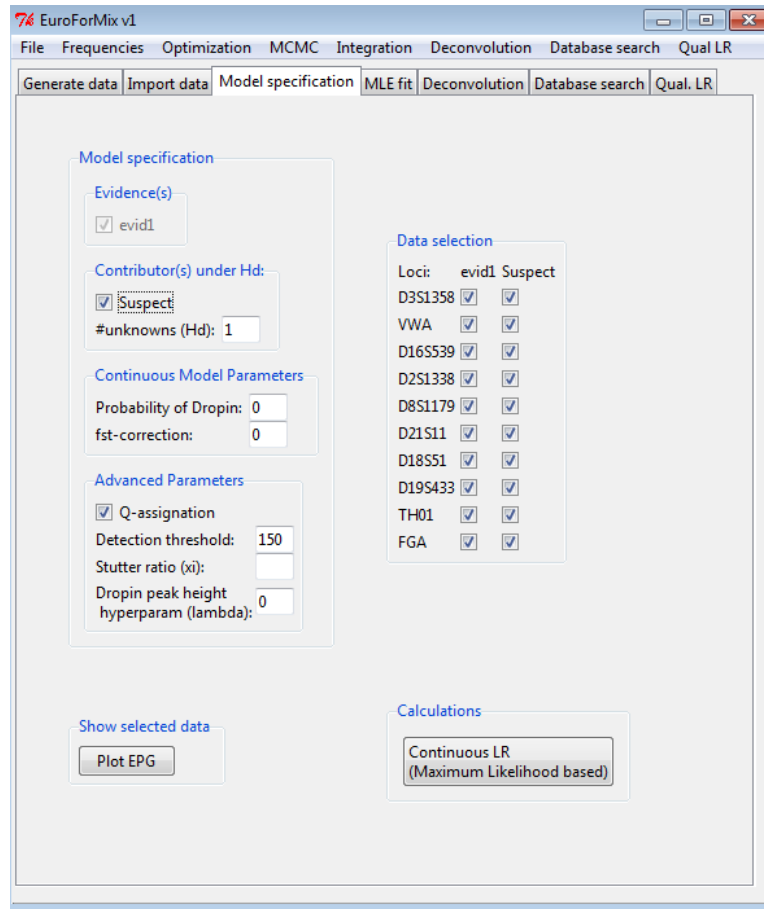 EuroForMix v1
File Frequencies Optimization MCMC Integration Deconvolution Database search Qual LR
Generate data Import data Model specification MLE fit Deconvolution Database search Qual. LR
Model specification
Evidence(s)
evid1
Contributor(s) under Hd:
Suspect
#unknowns (Hd): 1
Continuous Model Parameters
Probability of Dropin: 0
fst-correction: 0
Advanced Parameters
Q-assignation
Detection threshold: 150
Stutter ratio (xi):
Dropin peak height
hyperparam (lambda): 0
Data selection
Loci: evid1 Suspect
D3S1358
VWA
D16S539
D2S1338
D8S1179
D21S11
D18S51
D19S433
TH01
FGA
Show selected data
Plot EPG
Calculations
Continuous LR
(Maximum Likelihood based)